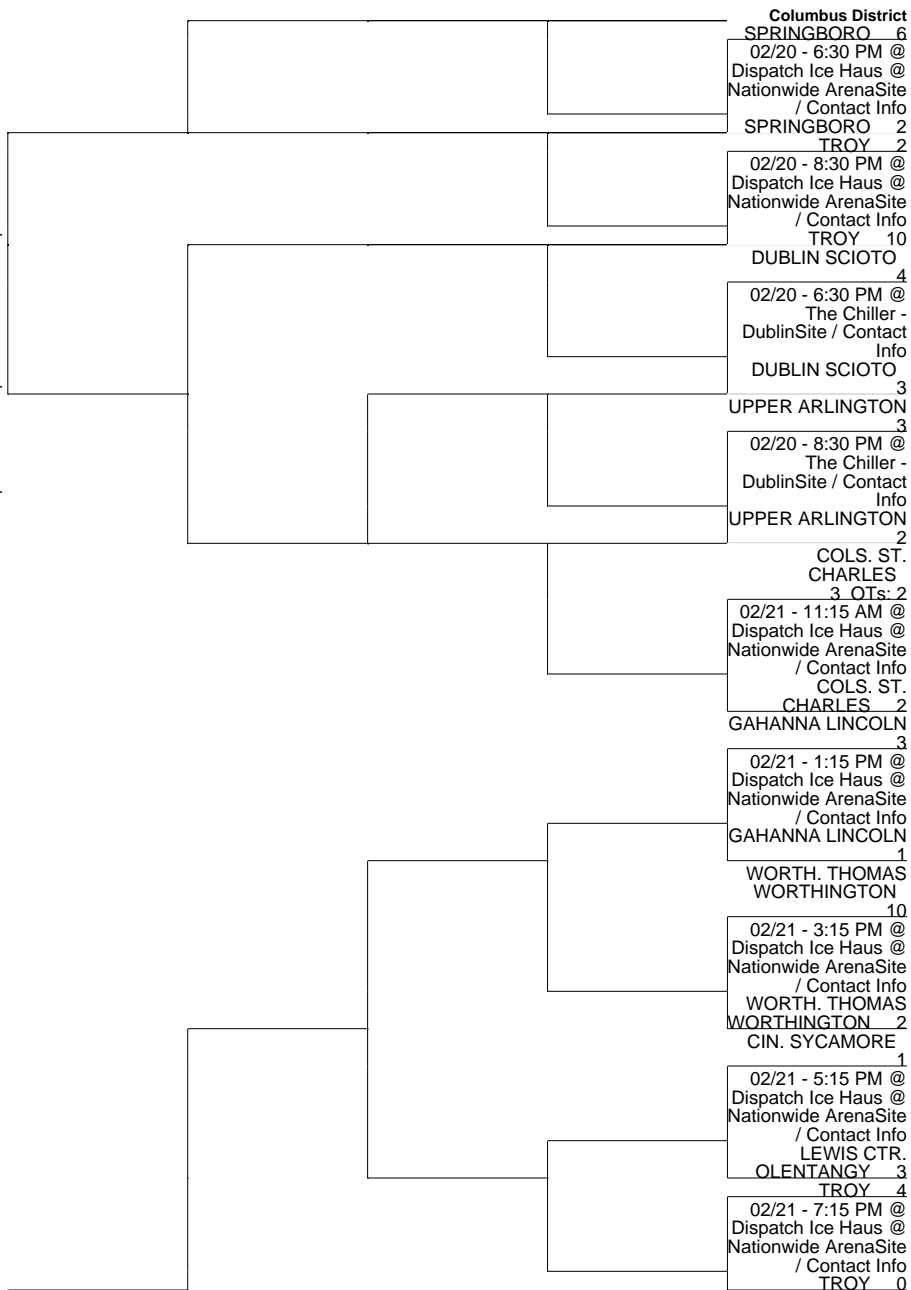 Columbus District
SPRINGBORO 6
02/20 - 6:30 PM @
Dispatch Ice Haus @
Nationwide ArenaSite
/ Contact Info
SPRINGBORO 2
TROY 2
02/20 - 8:30 PM @
Dispatch Ice Haus @
Nationwide ArenaSite
/ Contact Info
TROY 10
DUBLIN SCIOTO
4
02/20 - 6:30 PM @
The Chiller -
DublinSite / Contact
Info
DUBLIN SCIOTO
3
UPPER ARLINGTON
3
02/20 - 8:30 PM @
The Chiller -
DublinSite / Contact
Info
UPPER ARLINGTON
2
COLS. ST.
CHARLES
3 OTs: 2
02/21 - 11:15 AM @
Dispatch Ice Haus @
Nationwide ArenaSite
/ Contact Info
COLS. ST.
CHARLES 2
GAHANNA LINCOLN
3
02/21 - 1:15 PM @
Dispatch Ice Haus @
Nationwide ArenaSite
/ Contact Info
GAHANNA LINCOLN
1
WORTH. THOMAS
WORTHINGTON
10
02/21 - 3:15 PM @
Dispatch Ice Haus @
Nationwide ArenaSite
/ Contact Info
WORTH. THOMAS
WORTHINGTON 2
CIN. SYCAMORE
1
02/21 - 5:15 PM @
Dispatch Ice Haus @
Nationwide ArenaSite
/ Contact Info
LEWIS CTR.
OLENTANGY 3
TROY 4
02/21 - 7:15 PM @
Dispatch Ice Haus @
Nationwide ArenaSite
/ Contact Info
TROY 0